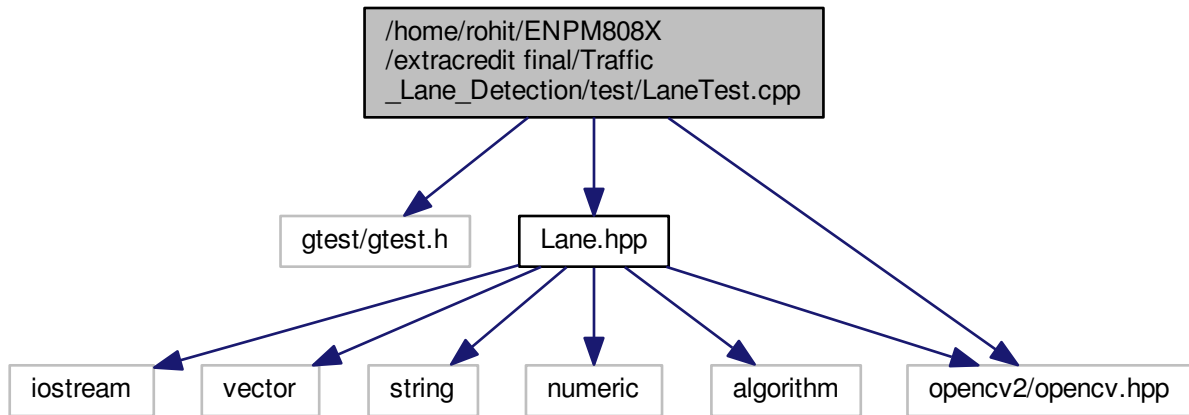 /home/rohit/ENPM808X
/extracredit final/Traffic
_Lane_Detection/test/LaneTest.cpp
gtest/gtest.h
Lane.hpp
iostream
vector
string
numeric
algorithm
opencv2/opencv.hpp